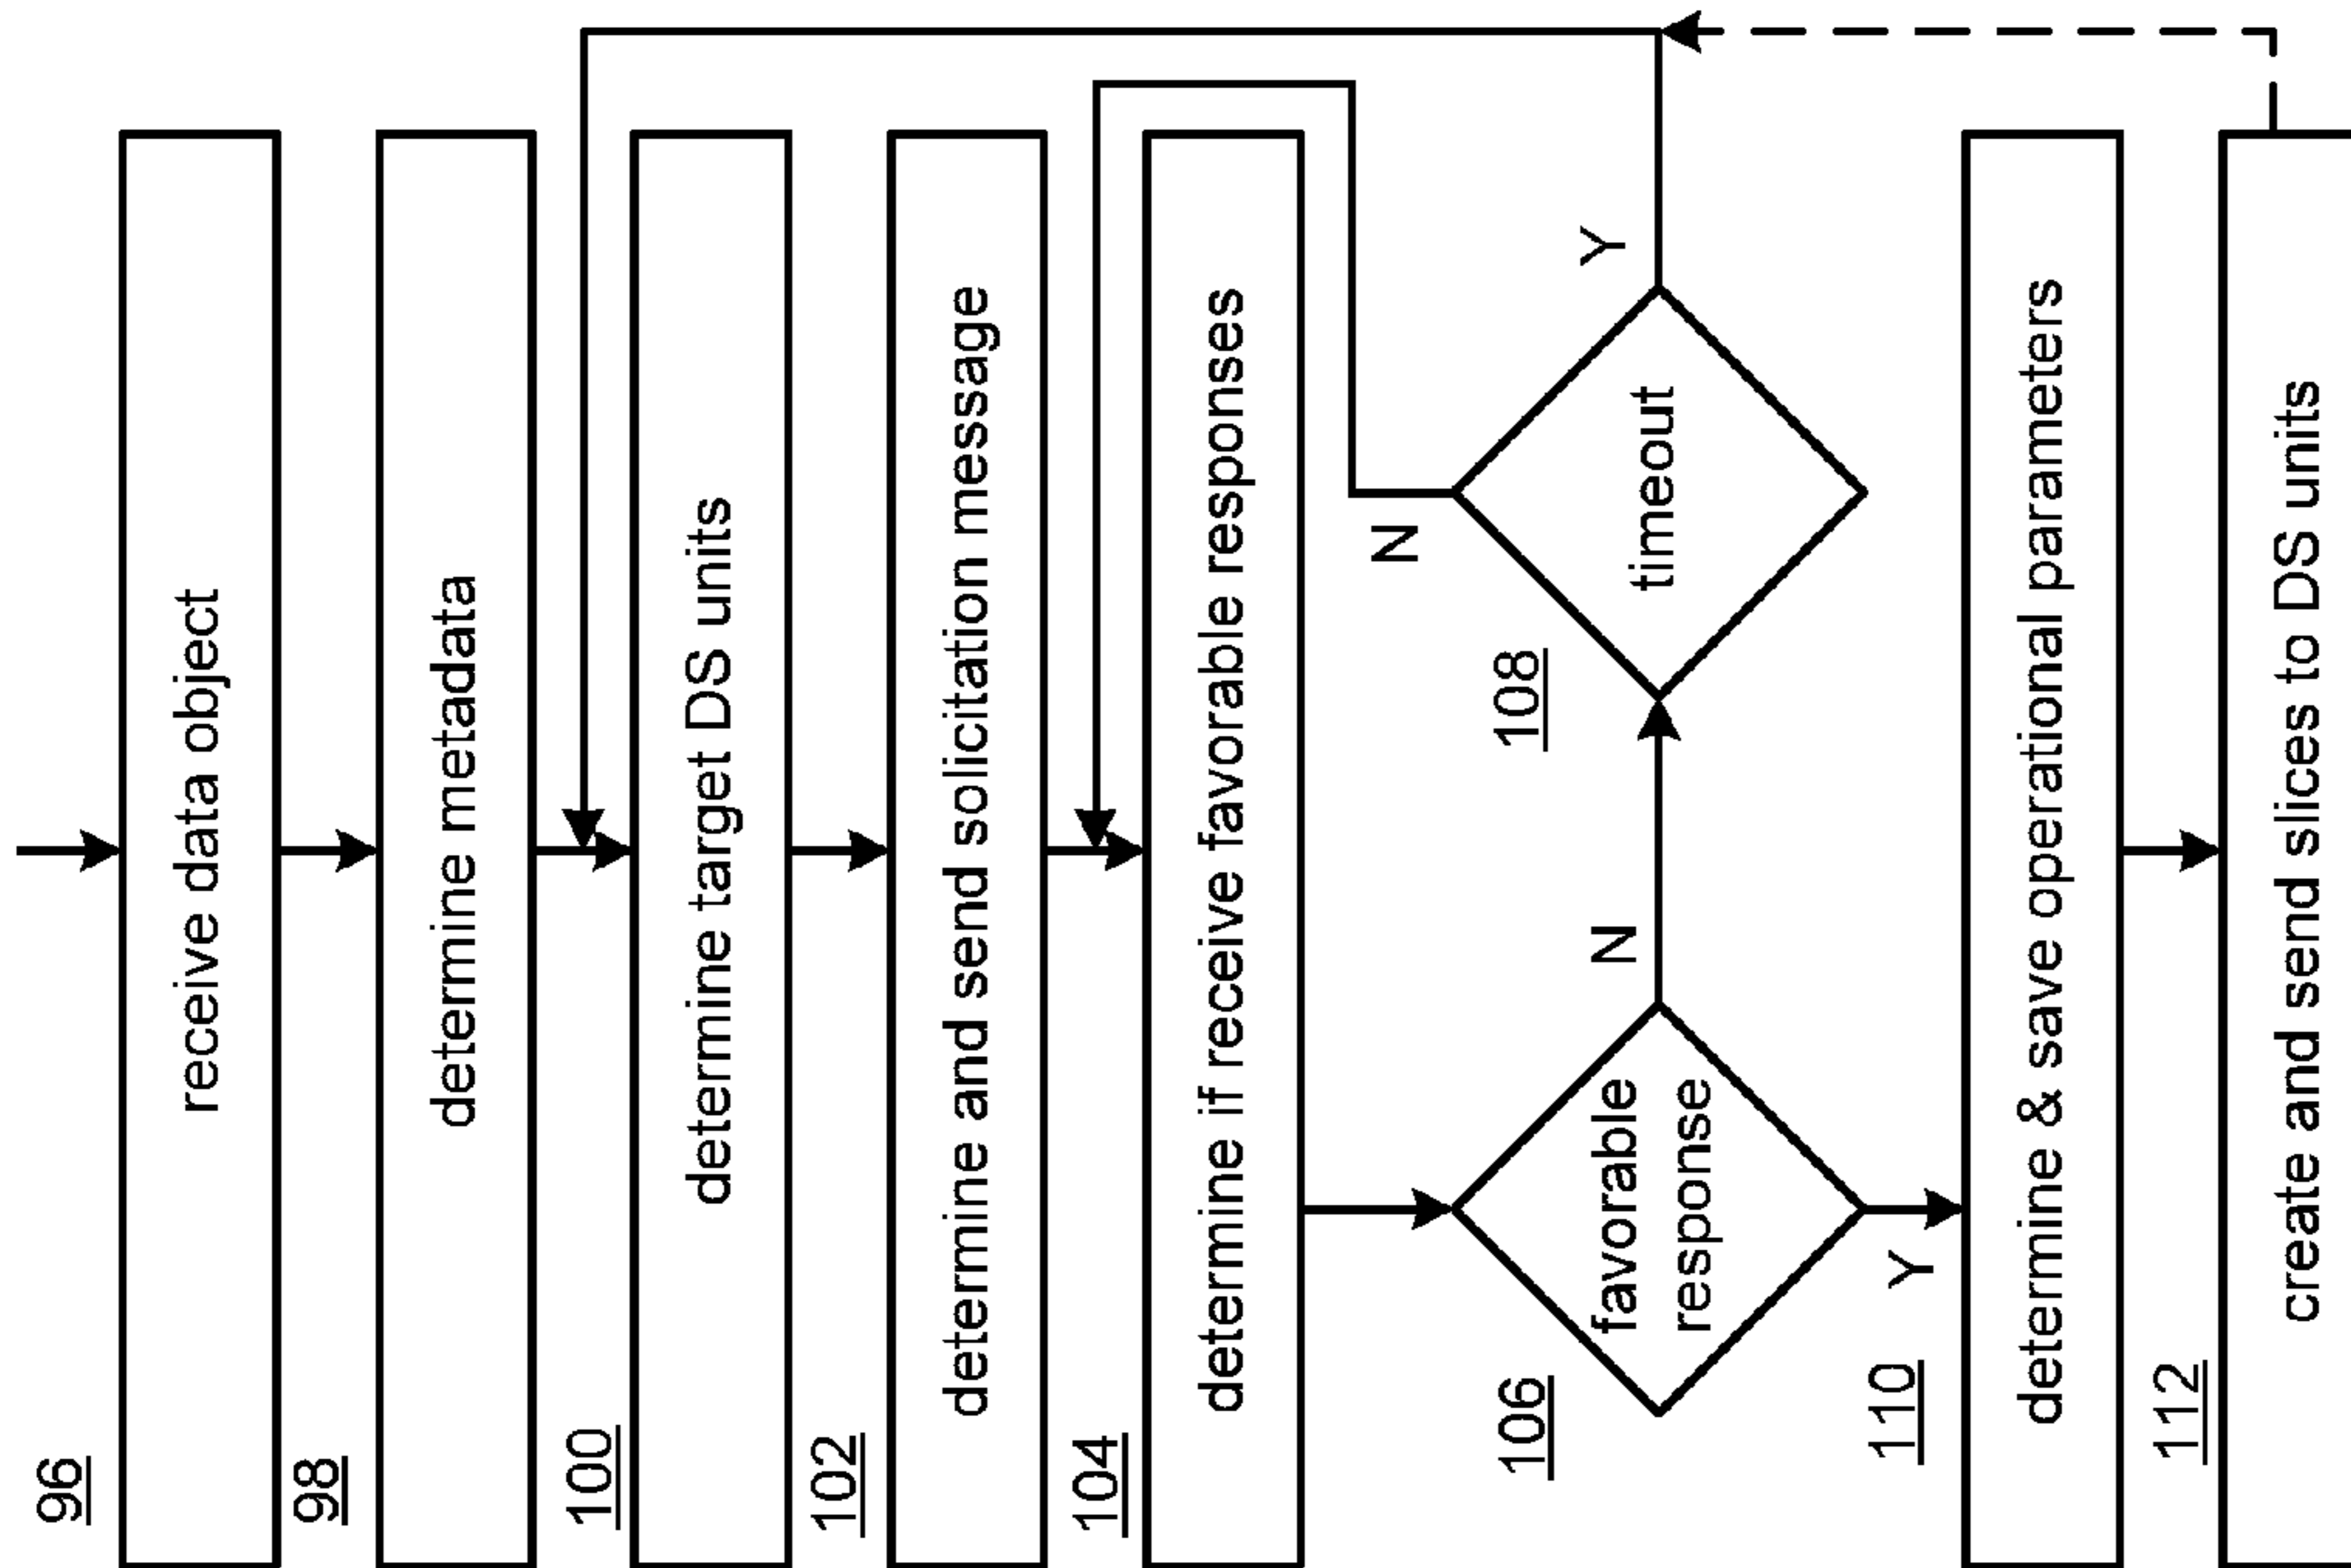 96
receive data object
98
determine metadata
100
determine target DS units
102
determine and send solicitation message
104
determine if receive favorable responses
106
favorable
response
N
108
timeout
N
Y
Y
110
determine & save operational parameters
112
create and send slices to DS units